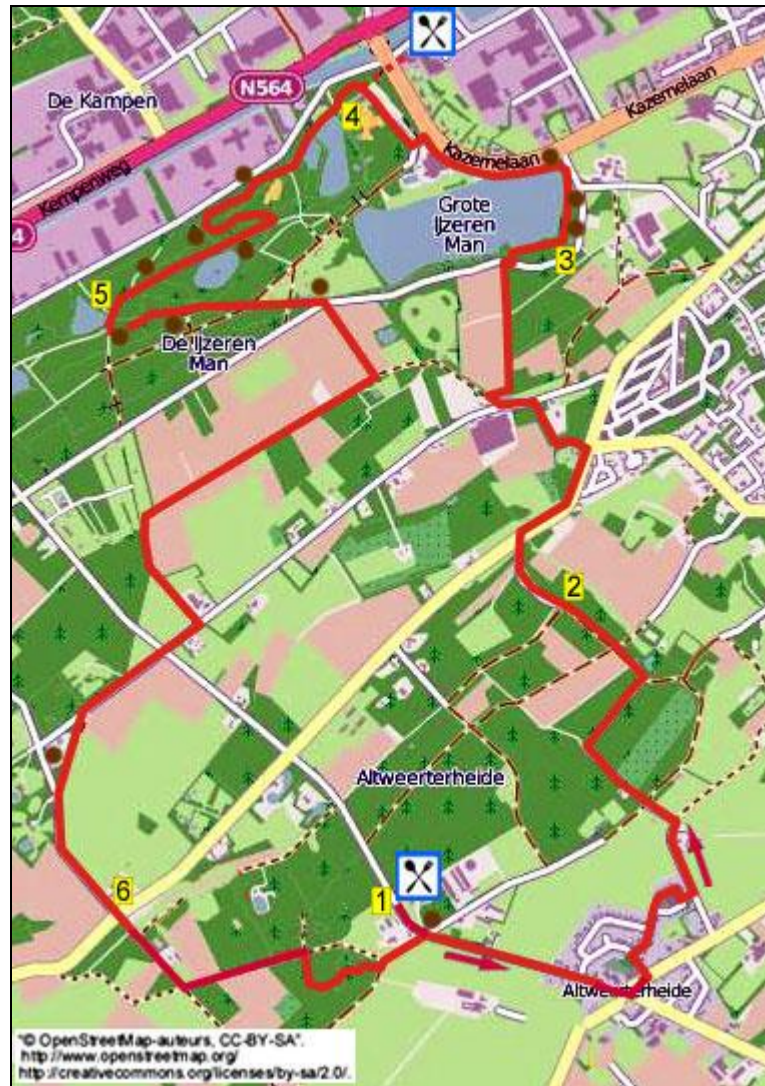 De Kampen
N564
Kempenweg
4
4
Kazernelaan
Kazernelaan
Grote
IJzeren
Man
3
5
De IJzeren
Man
2
Altweerterheide
1
6
Altweerterheide
"© OpenStreetMap-auteurs, CC-BY-SA".
http://www.openstreetmap.org/
http://creativecommons.org/licenses/by-sa/2.0/.